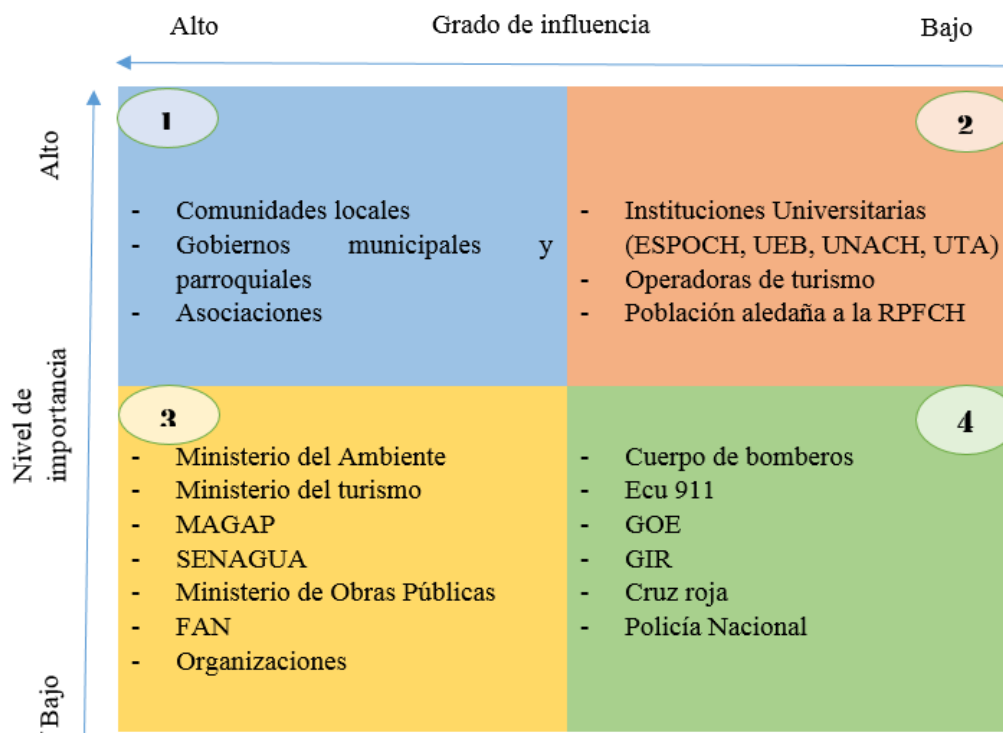 Alto Grado de influencia Bajo
Alto
Nivel de
importancia
Bajo
1
- Comunidades locales
- Gobiernos municipales y
parroquiales
- Asociaciones
2
- Instituciones Universitarias
(ESPOCH, UEB, UNACH, UTA)
- Operadoras de turismo
- Población aledaña a la RPFCH
3
- Ministerio del Ambiente
- Ministerio del turismo
- MAGAP
- SENAGUA
- Ministerio de Obras Públicas
- FAN
- Organizaciones
4
- Cuerpo de bomberos
- Ecu 911
- GOE
- GIR
- Cruz roja
- Policía Nacional